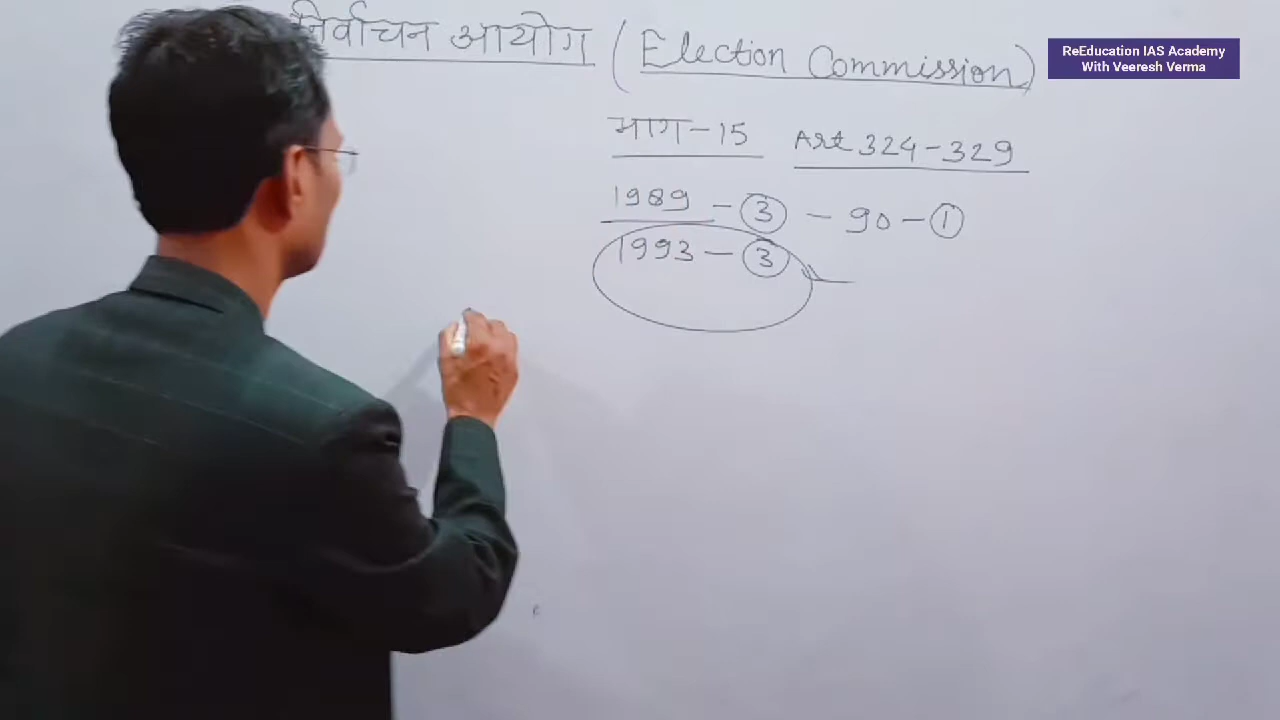 निर्वाचन आयोग (Election Commission)
ReEducation IAS Academy
With Veeresh Verma
भाग-15 Art 324-329
1989 - 3 - 90 - 1
1993 - 3